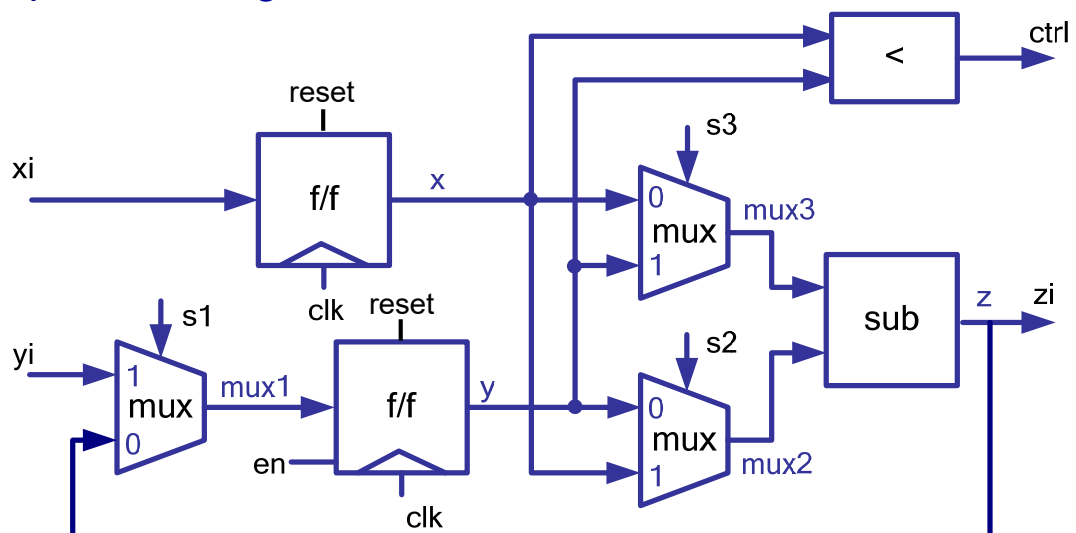 ctrl
<
s3
reset
xi
f/f
x
0
mux
1
mux3
clk
reset
s1
yi
1
mux
0
mux1
f/f
y
en
clk
s2
0
mux
1
mux2
sub
z
zi